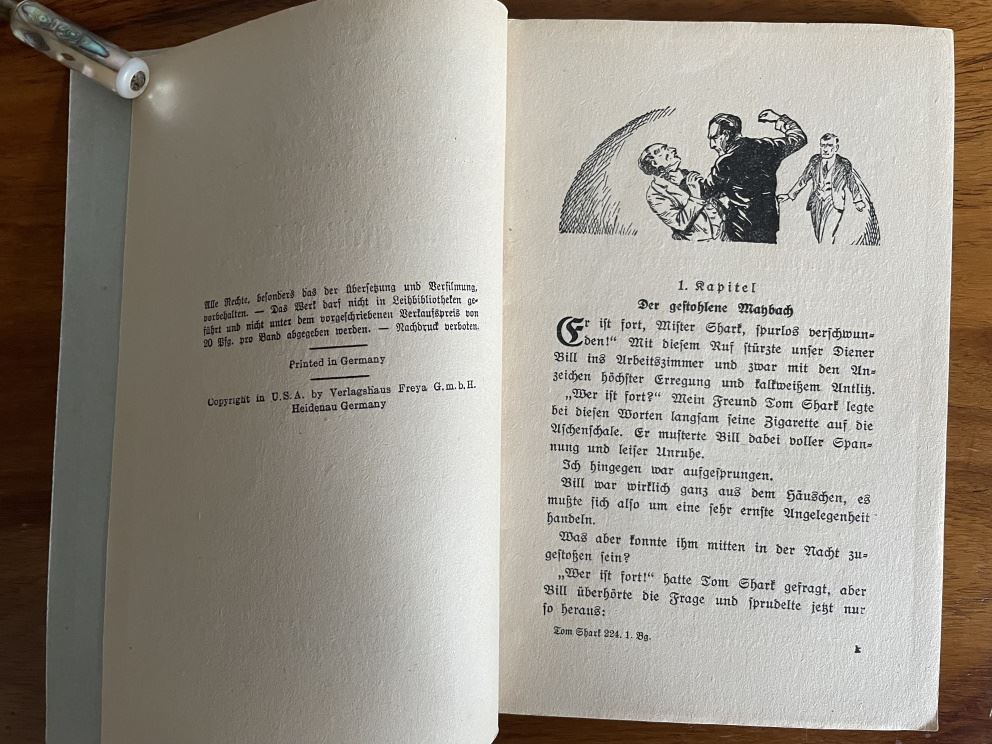 Alle Rechte, besonders das der Übersetzung und Verfilmung,
vorbehalten. — Das Werk darf nicht in Leihbibliotheken ge-
führt und nicht unter dem vorgeschriebenen Verkaufspreis von
20 Pfg. pro Band abgegeben werden. — Nachdruck verboten.
Printed in Germany
Copyright in U.S.A. by Verlagshaus Freya G.m.b.H.
Heidenau Germany
1. Kapitel
Der gestohlene Maybach
Er ist fort, Mister Shark, spurlos verschwun-
den!“ Mit diesem Ruf stürzte unser Diener
Bill ins Arbeitszimmer und zwar mit den An-
zeichen höchster Erregung und kalkweißem Antlitz.
„Wer ist fort?“ Mein Freund Tom Shark legte
bei diesen Worten langsam seine Zigarette auf die
Aschenschale. Er musterte Bill dabei voller Span-
nung und leiser Unruhe.
Ich hingegen war aufgesprungen.
Bill war wirklich ganz aus dem Häuschen, es
mußte sich also um eine sehr ernste Angelegenheit
handeln.
Was aber konnte ihm mitten in der Nacht zu-
gestoßen sein?
„Wer ist fort!“ hatte Tom Shark gefragt, aber
Bill überhörte die Frage und sprudelte jetzt nur
so heraus:
Tom Shark 224. 1. Bg.